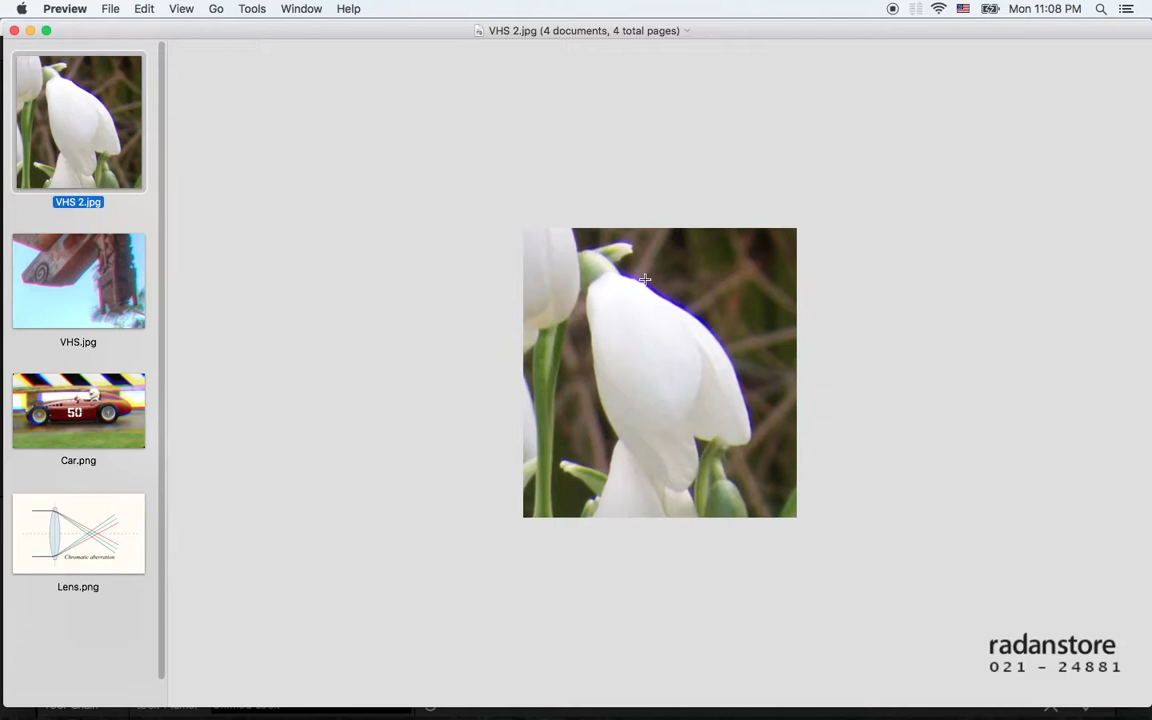 Preview File Edit View Go Tools Window Help Mon 11:08 PM
VHS 2.jpg (4 documents, 4 total pages)
VHS 2.jpg
VHS.jpg
50
Car.png
Chromatic aberration
Lens.png
radanstore
021 - 24881